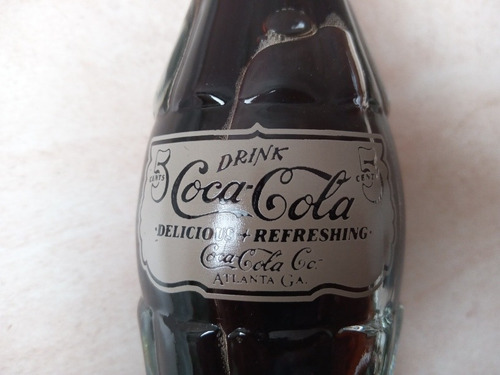 DRINK
5 CENTS Coca-Cola 5 CENTS
·DELICIOUS + REFRESHING·
Coca Cola Co.
ATLANTA GA.